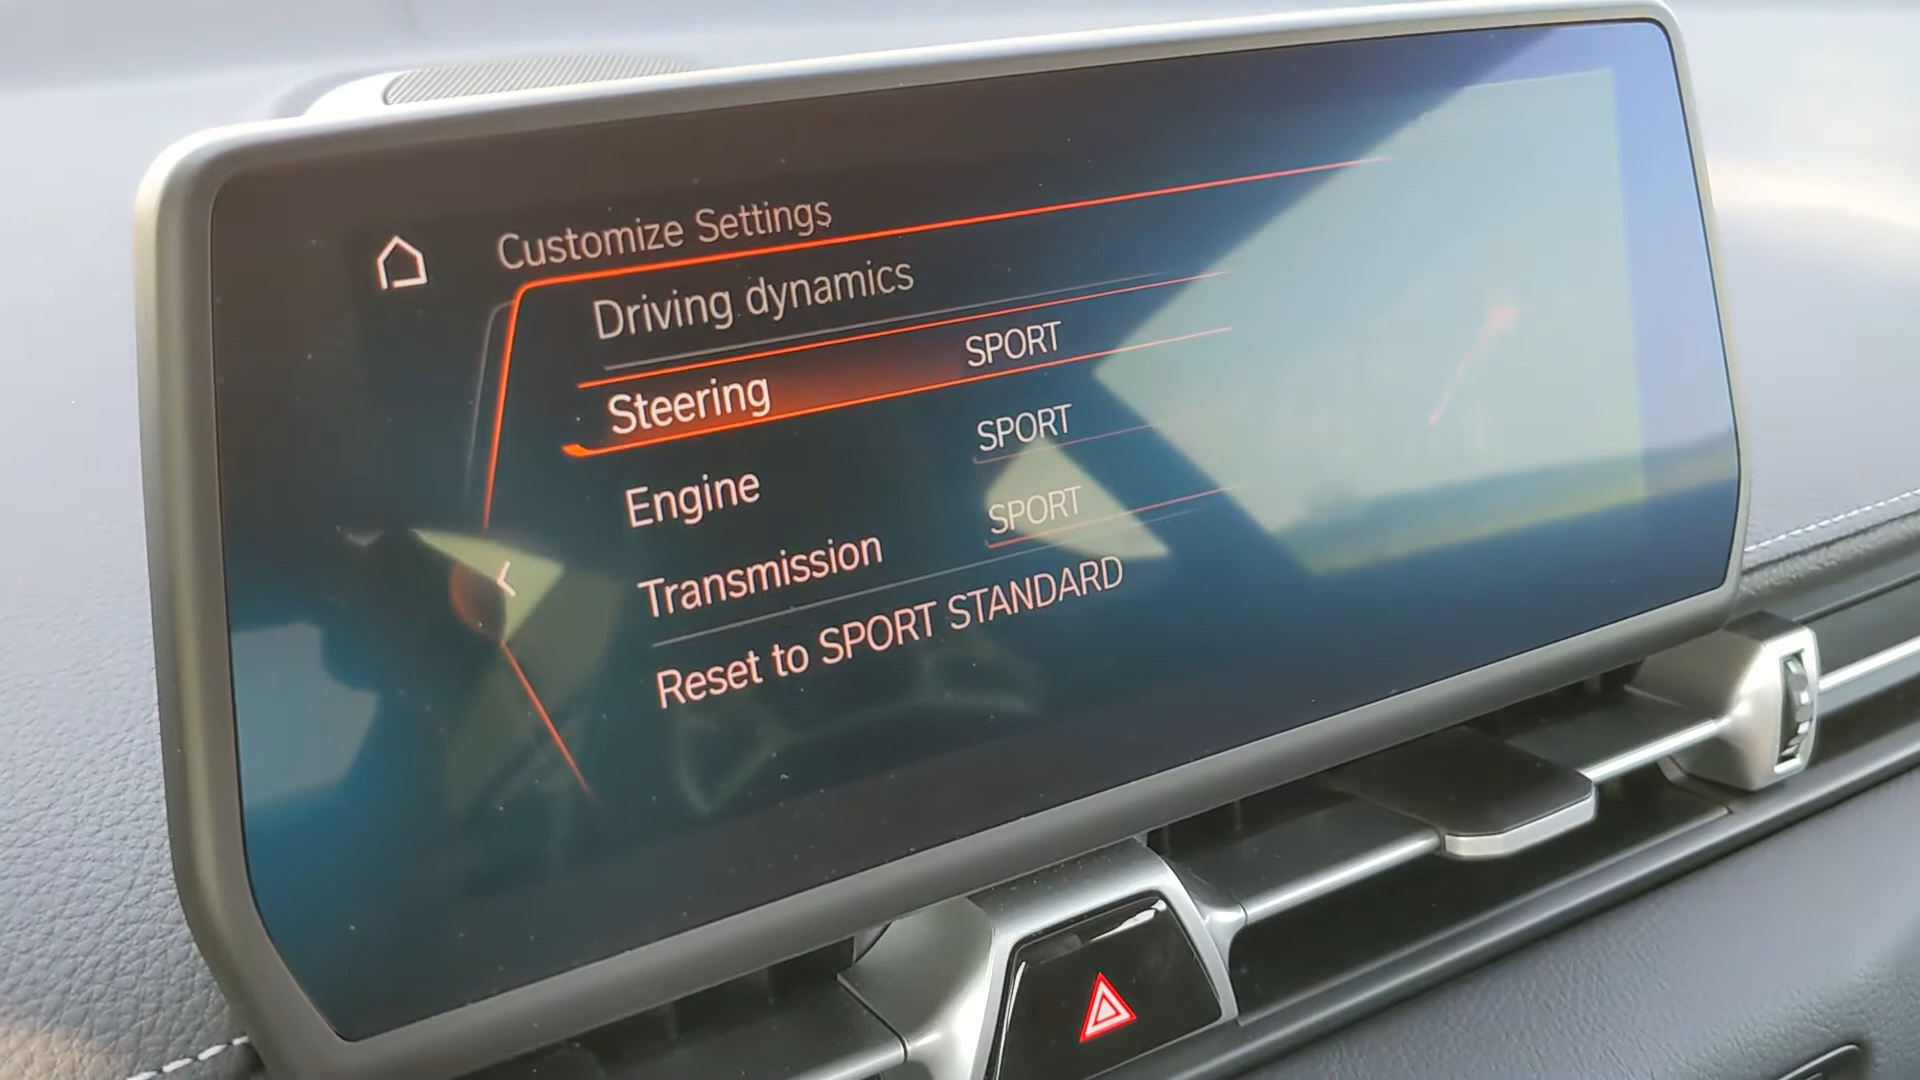 Customize Settings
Driving dynamics
Steering SPORT
Engine SPORT
Transmission SPORT
Reset to SPORT STANDARD